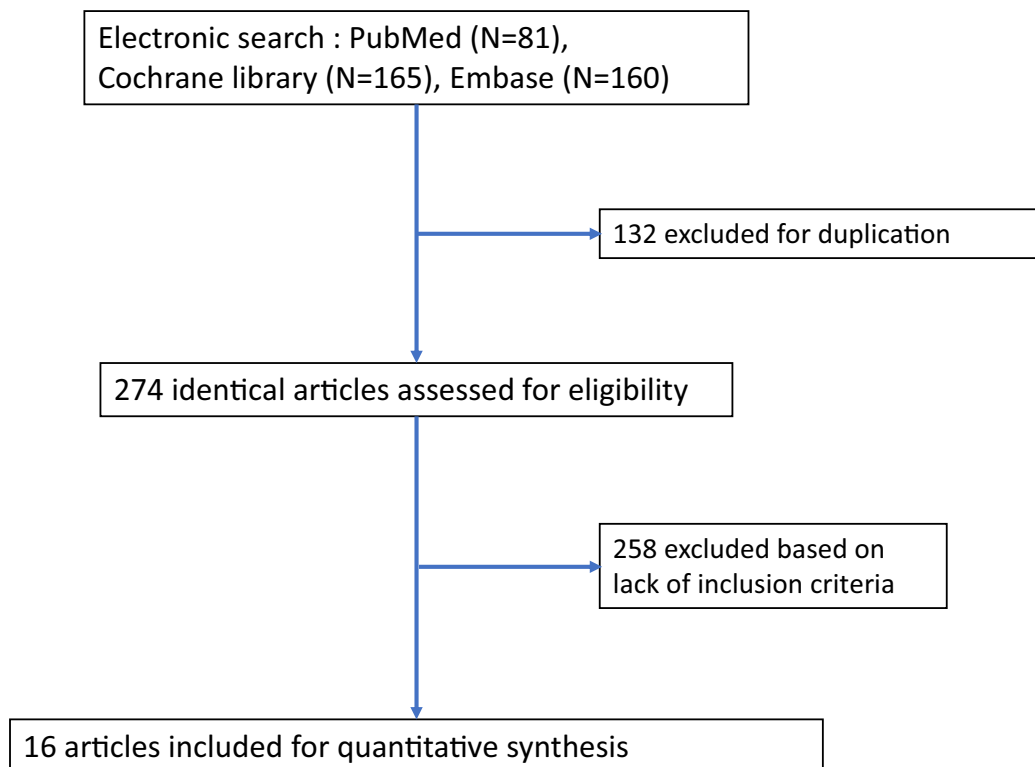 Electronic search : PubMed (N=81),
Cochrane library (N=165), Embase (N=160)
132 excluded for duplication
274 identical articles assessed for eligibility
258 excluded based on
lack of inclusion criteria
16 articles included for quantitative synthesis